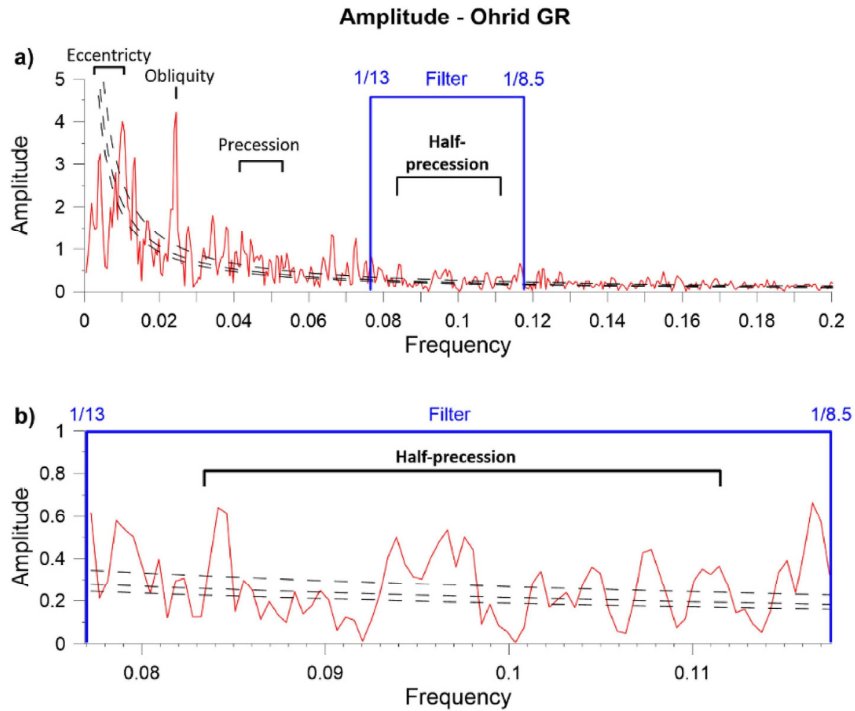 Amplitude - Ohrid GR
a)
Eccentricty
Obliquity
1/13 Filter 1/8.5
Precession
Half-
precession
Amplitude
5
4
3
2
1
0
0 0.02 0.04 0.06 0.08 0.1 0.12 0.14 0.16 0.18 0.2
Frequency
b)
1/13 Filter 1/8.5
Half-precession
Amplitude
1
0.8
0.6
0.4
0.2
0
0.08 0.09 0.1 0.11
Frequency